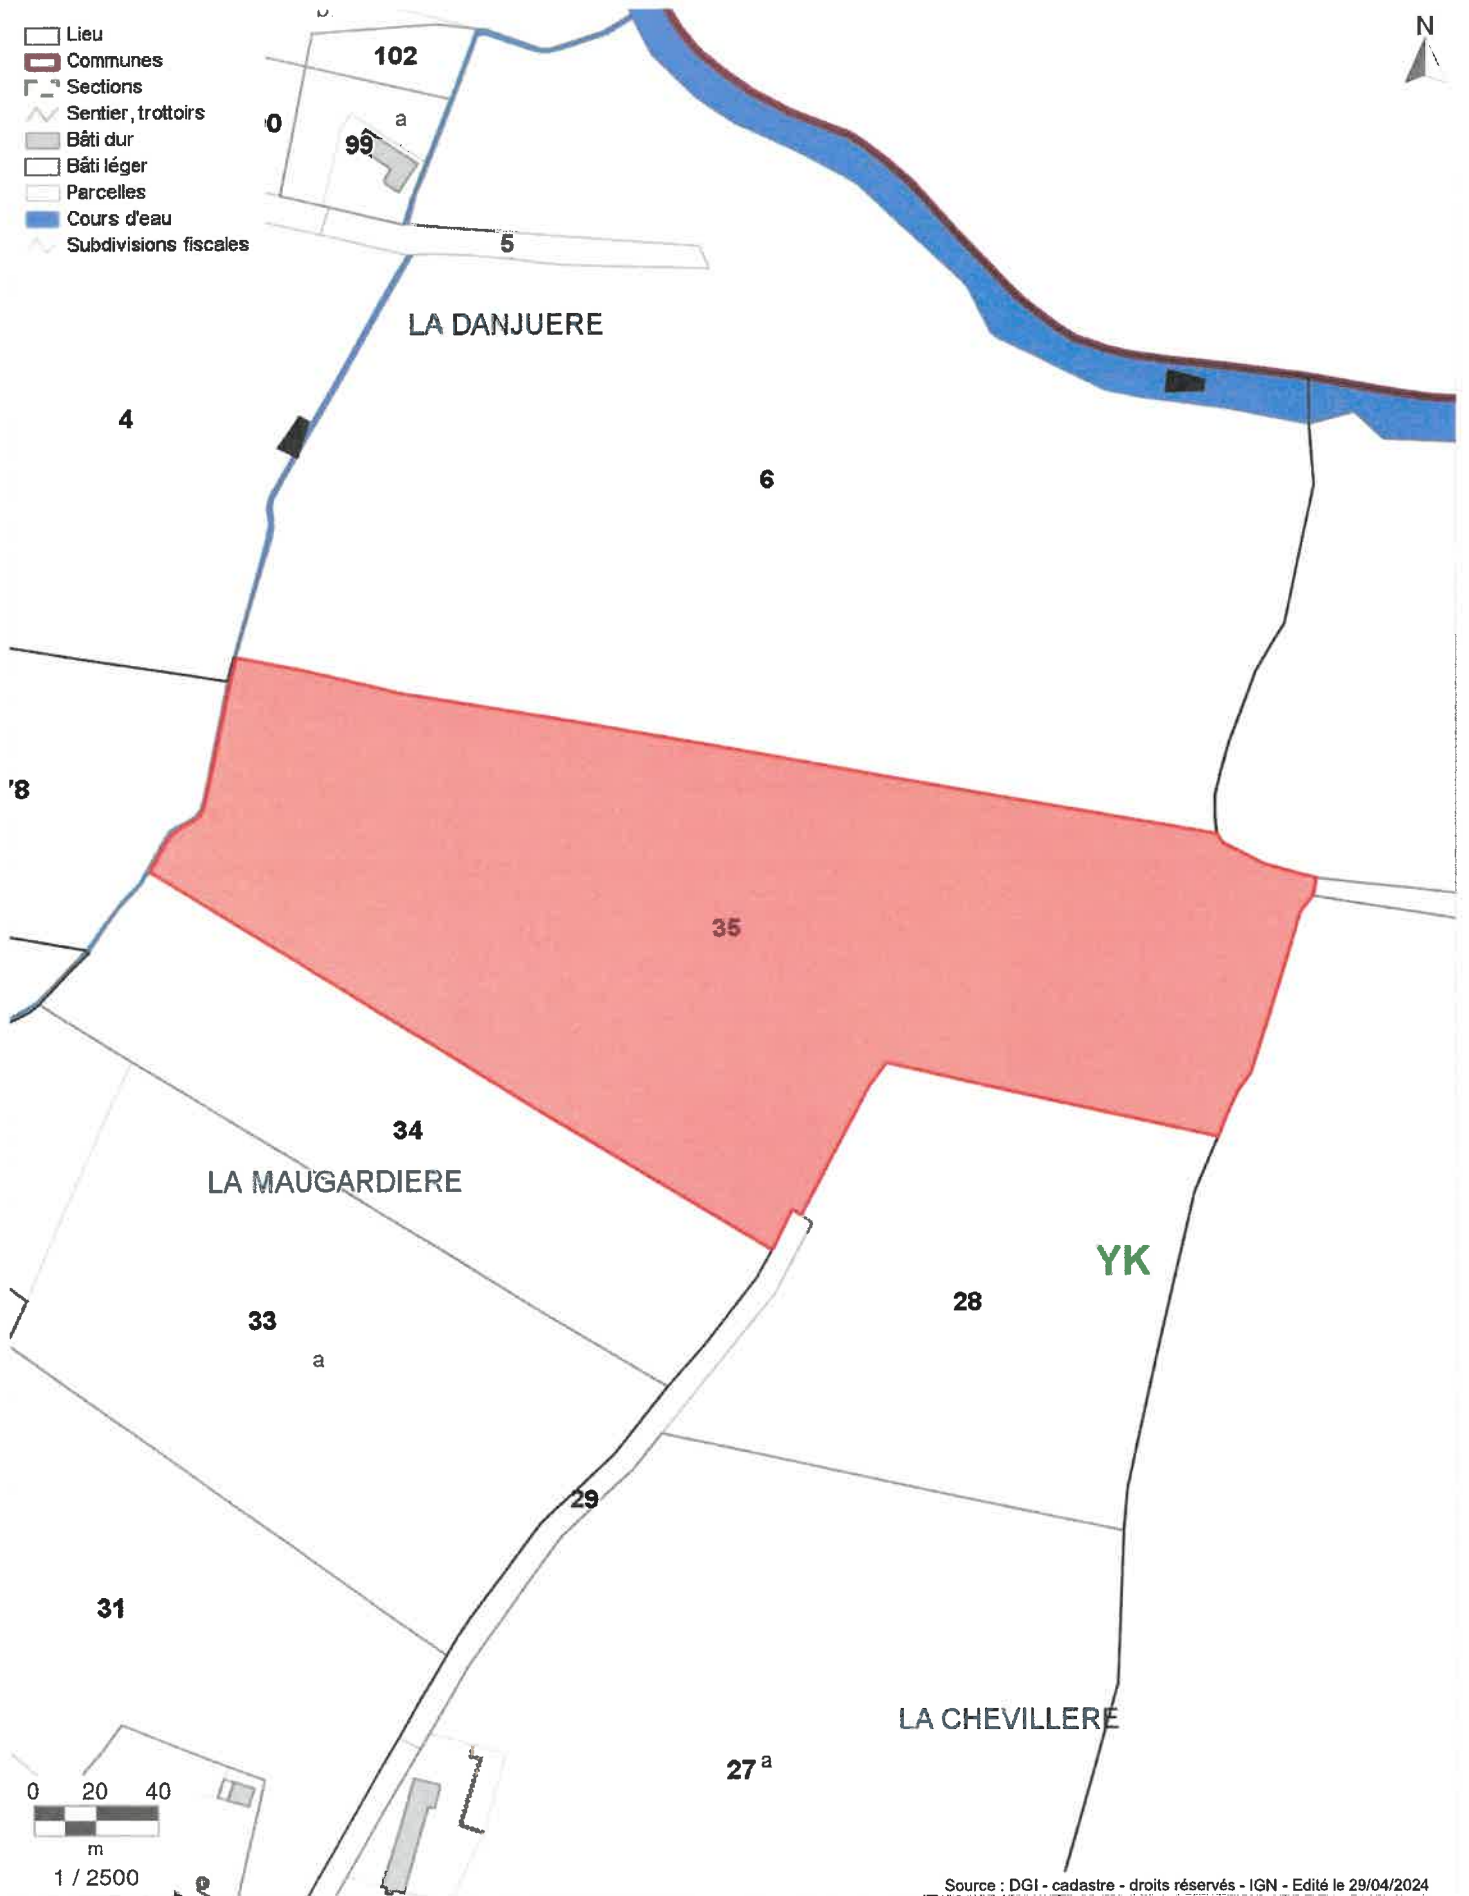 N
Lieu
Communes
Sections
Sentier, trottoirs
Bâti dur
Bâti léger
Parcelles
Cours d'eau
Subdivisions fiscales
102
a
99
5
LA DANJUERE
4
6
35
34
LA MAUGARDIERE
YK
28
33
a
29
31
LA CHEVILLERE
27 a
0 20 40
m
1 / 2500
Source : DGI - cadastre - droits réservés - IGN - Edité le 29/04/2024